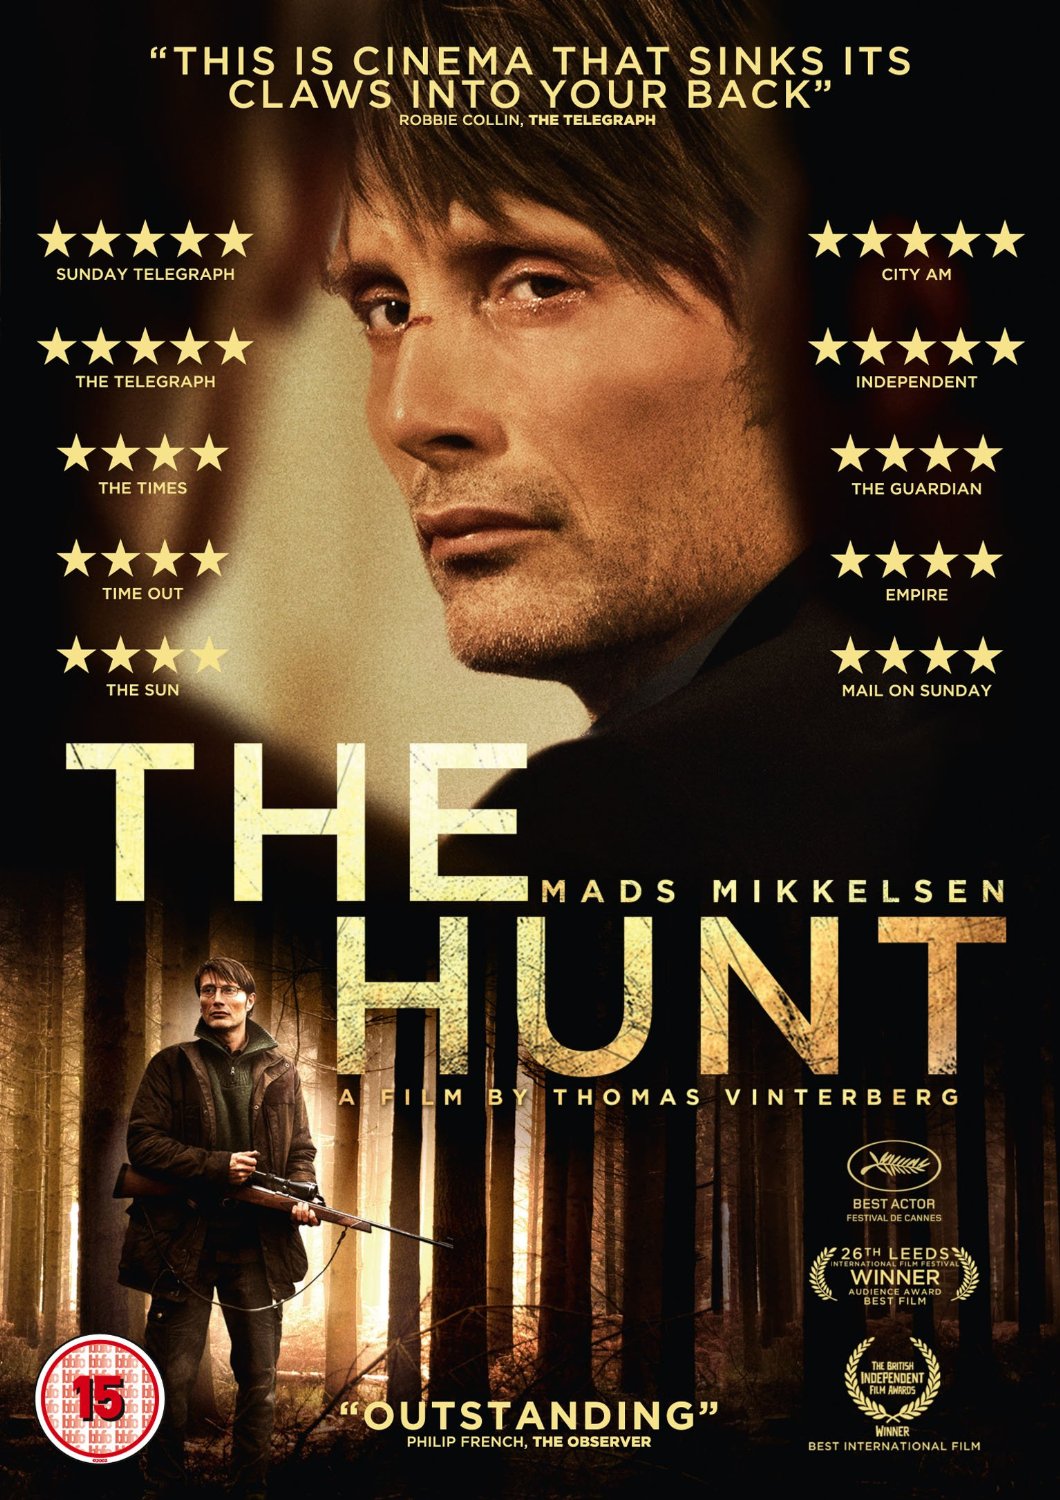 “THIS IS CINEMA THAT SINKS ITS
CLAWS INTO YOUR BACK”
ROBBIE COLLIN, THE TELEGRAPH
SUNDAY TELEGRAPH
CITY AM
THE TELEGRAPH
INDEPENDENT
THE TIMES
THE GUARDIAN
TIME OUT
EMPIRE
THE SUN
MAIL ON SUNDAY
THE
MADS MIKKELSEN
HUNT
A FILM BY THOMAS VINTERBERG
BEST ACTOR
FESTIVAL DE CANNES
26TH LEEDS
INTERNATIONAL FILM FESTIVAL
WINNER
AUDIENCE AWARD
BEST FILM
THE BRITISH
INDEPENDENT
FILM AWARDS
WINNER
BEST INTERNATIONAL FILM
15
“OUTSTANDING”
PHILIP FRENCH, THE OBSERVER